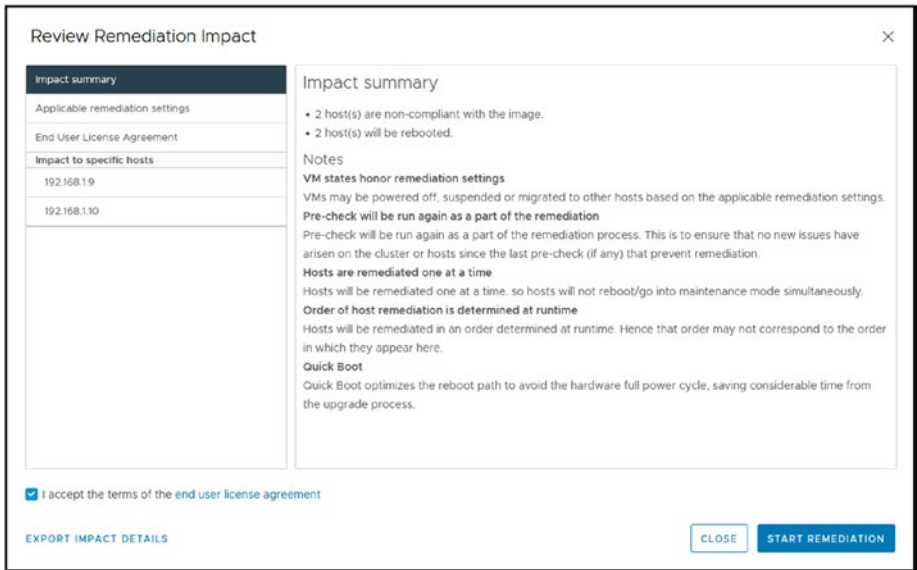 Review Remediation Impact
Impact summary
Applicable remediation settings
End User License Agreement
Impact to specific hosts
192.168.1.9
192.168.1.10
Impact summary
• 2 host(s) are non-compliant with the image.
• 2 host(s) will be rebooted.
Notes
VM states honor remediation settings
VMs may be powered off, suspended or migrated to other hosts based on the applicable remediation settings.
Pre-check will be run again as a part of the remediation
Pre-check will be run again as a part of the remediation process. This is to ensure that no new issues have
arisen on the cluster or hosts since the last pre-check (if any) that prevent remediation.
Hosts are remediated one at a time
Hosts will be remediated one at a time. so hosts will not reboot/go into maintenance mode simultaneously.
Order of host remediation is determined at runtime
Hosts will be remediated in an order determined at runtime. Hence that order may not correspond to the order
in which they appear here.
Quick Boot
Quick Boot optimizes the reboot path to avoid the hardware full power cycle, saving considerable time from
the upgrade process.
I accept the terms of the end user license agreement
EXPORT IMPACT DETAILS
CLOSE
START REMEDIATION